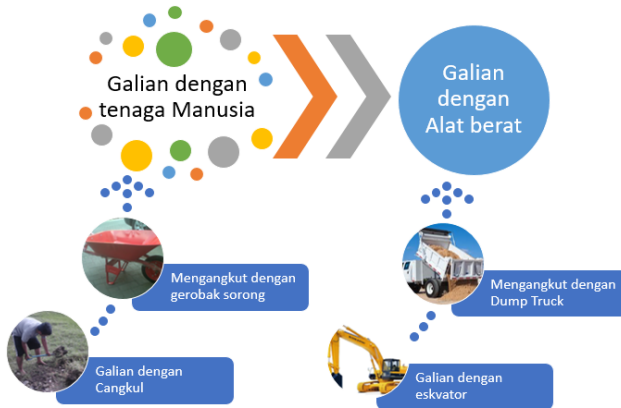 Galian dengan
tenaga Manusia
Galian
dengan
Alat berat
Mengangkut dengan
gerobak sorong
Galian dengan
Cangkul
Mengangkut dengan
Dump Truck
Galian dengan
eskvator